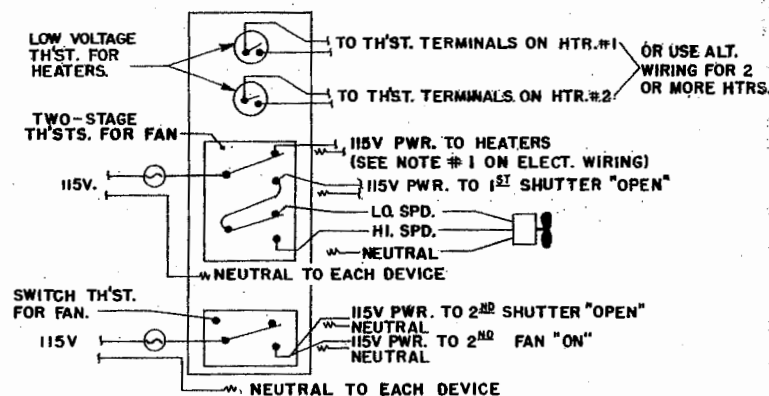 LOW VOLTAGE
TH'ST. FOR
HEATERS.
TO TH'ST. TERMINALS ON HTR.#1
TO TH'ST. TERMINALS ON HTR.#2
OR USE ALT.
WIRING FOR 2
OR MORE HTRS.
TWO-STAGE
TH'STS. FOR FAN
115V PWR. TO HEATERS
(SEE NOTE #1 ON ELECT. WIRING)
115V.
115V PWR. TO 1ST SHUTTER "OPEN"
LO. SPD.
HI. SPD.
NEUTRAL
NEUTRAL TO EACH DEVICE
SWITCH TH'ST.
FOR FAN.
115V
115V PWR. TO 2ND SHUTTER "OPEN"
NEUTRAL
115V PWR. TO 2ND FAN "ON"
NEUTRAL
NEUTRAL TO EACH DEVICE